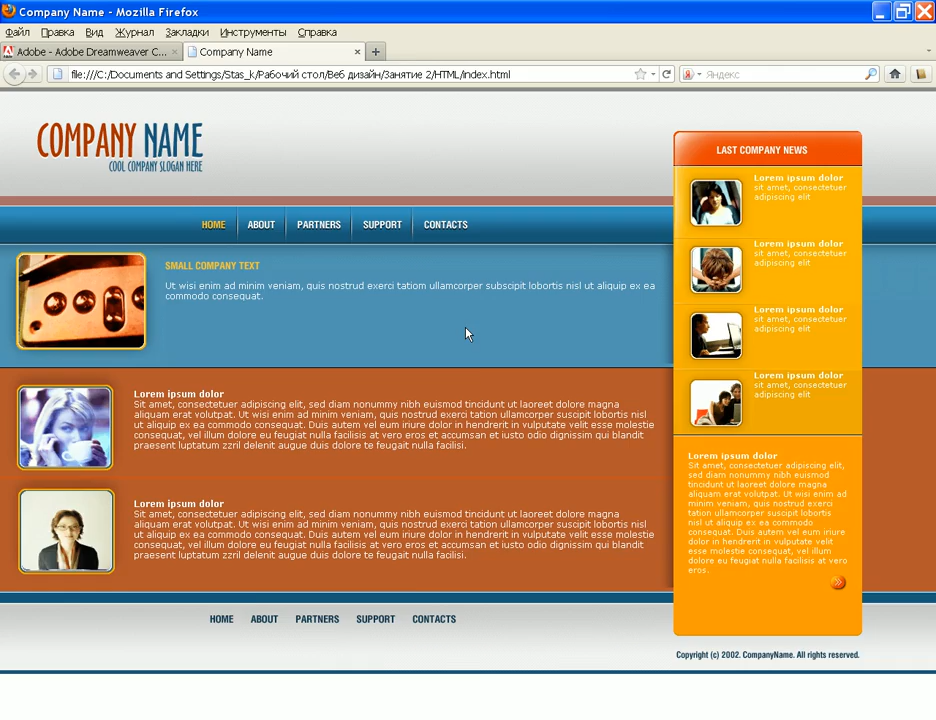 Company Name - Mozilla Firefox
Файл Правка Вид Журнал Закладки Инструменты Справка
Adobe - Adobe Dreamweaver C... Company Name
file:///C:/Documents and Settings/Stas_k/Рабочий стол/Веб дизайн/Занятие 2/HTML/index.html
Яндекс
COMPANY NAME
COOL COMPANY SLOGAN HERE
HOME ABOUT PARTNERS SUPPORT CONTACTS
SMALL COMPANY TEXT
Ut wisi enim ad minim veniam, quis nostrud exerci tatiom ullamcorper subscipit lobortis nisl ut aliquip ex ea
commodo consequat.
Lorem ipsum dolor
Sit amet, consectetuer adipiscing elit, sed diam nonummy nibh euismod tincidunt ut laoreet dolore magna
aliquam erat volutpat. Ut wisi enim ad minim veniam, quis nostrud exerci tation ullamcorper suscipit lobortis nisl
ut aliquip ex ea commodo consequat. Duis autem vel eum iriure dolor in hendrerit in vulputate velit esse molestie
consequat, vel illum dolore eu feugiat nulla facilisis at vero eros et accumsan et iusto odio dignissim qui blandit
praesent luptatum zzril delenit augue duis dolore te feugait nulla facilisi.
Lorem ipsum dolor
Sit amet, consectetuer adipiscing elit, sed diam nonummy nibh euismod tincidunt ut laoreet dolore magna
aliquam erat volutpat. Ut wisi enim ad minim veniam, quis nostrud exerci tation ullamcorper suscipit lobortis nisl
ut aliquip ex ea commodo consequat. Duis autem vel eum iriure dolor in hendrerit in vulputate velit esse molestie
consequat, vel illum dolore eu feugiat nulla facilisis at vero eros et accumsan et iusto odio dignissim qui blandit
praesent luptatum zzril delenit augue duis dolore te feugait nulla facilisi.
LAST COMPANY NEWS
Lorem ipsum dolor
sit amet, consectetuer
adipiscing elit
Lorem ipsum dolor
sit amet, consectetuer
adipiscing elit
Lorem ipsum dolor
sit amet, consectetuer
adipiscing elit
Lorem ipsum dolor
sit amet, consectetuer
adipiscing elit
Lorem ipsum dolor
Sit amet, consectetuer adipiscing elit,
sed diam nonummy nibh euismod
tincidunt ut laoreet dolore magna
aliquam erat volutpat. Ut wisi enim ad
minim veniam, quis nostrud exerci
tation ullamcorper suscipit lobortis
nisl ut aliquip ex ea commodo
consequat. Duis autem vel eum iriure
dolor in hendrerit in vulputate velit
esse molestie consequat, vel illum
dolore eu feugiat nulla facilisis at vero
eros.
HOME ABOUT PARTNERS SUPPORT CONTACTS
Copyright (c) 2002. CompanyName. All rights reserved.